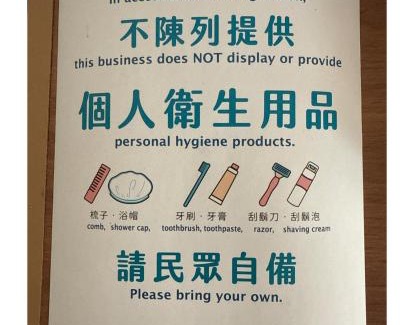 不陳列提供
this business does NOT display or provide
個人衛生用品
personal hygiene products.
梳子·浴帽 牙刷·牙膏 刮鬍刀·刮鬍泡
comb, shower cap, toothbrush, toothpaste, razor, shaving cream
請民眾自備
Please bring your own.